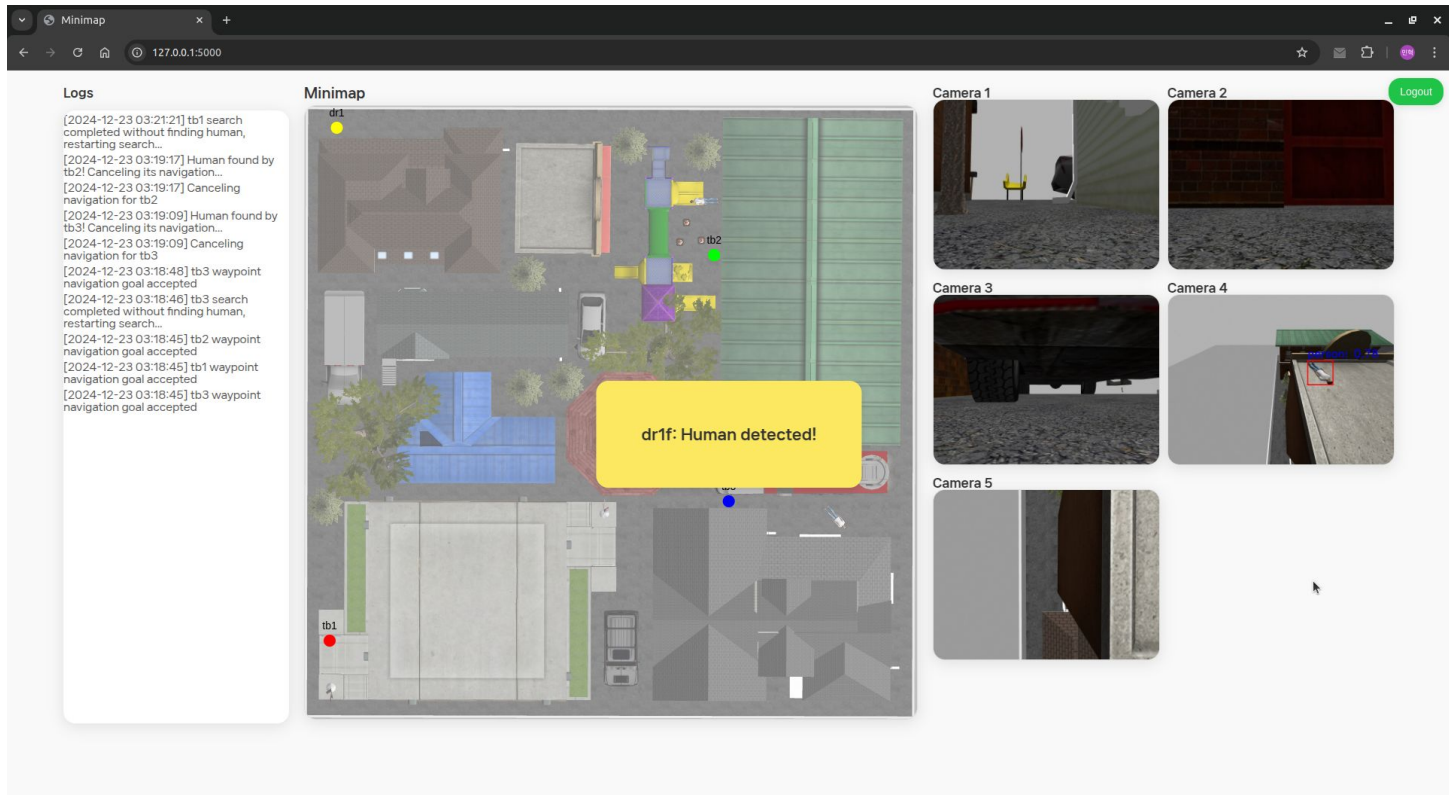 Minimap
127.0.0.1:5000
Logs
[2024-12-23 03:21:21] tb1 search
completed without finding human,
restarting search...
[2024-12-23 03:19:17] Human found by
tb2! Canceling its navigation...
[2024-12-23 03:19:17] Canceling
navigation for tb2
[2024-12-23 03:19:09] Human found by
tb3! Canceling its navigation...
[2024-12-23 03:19:09] Canceling
navigation for tb3
[2024-12-23 03:18:48] tb3 waypoint
navigation goal accepted
[2024-12-23 03:18:46] tb3 search
completed without finding human,
restarting search...
[2024-12-23 03:18:45] tb2 waypoint
navigation goal accepted
[2024-12-23 03:18:45] tb1 waypoint
navigation goal accepted
[2024-12-23 03:18:45] tb3 waypoint
navigation goal accepted
Minimap
dr1
tb2
dr1f: Human detected!
tb1
Camera 1
Camera 2
Logout
Camera 3
Camera 4
Camera 5